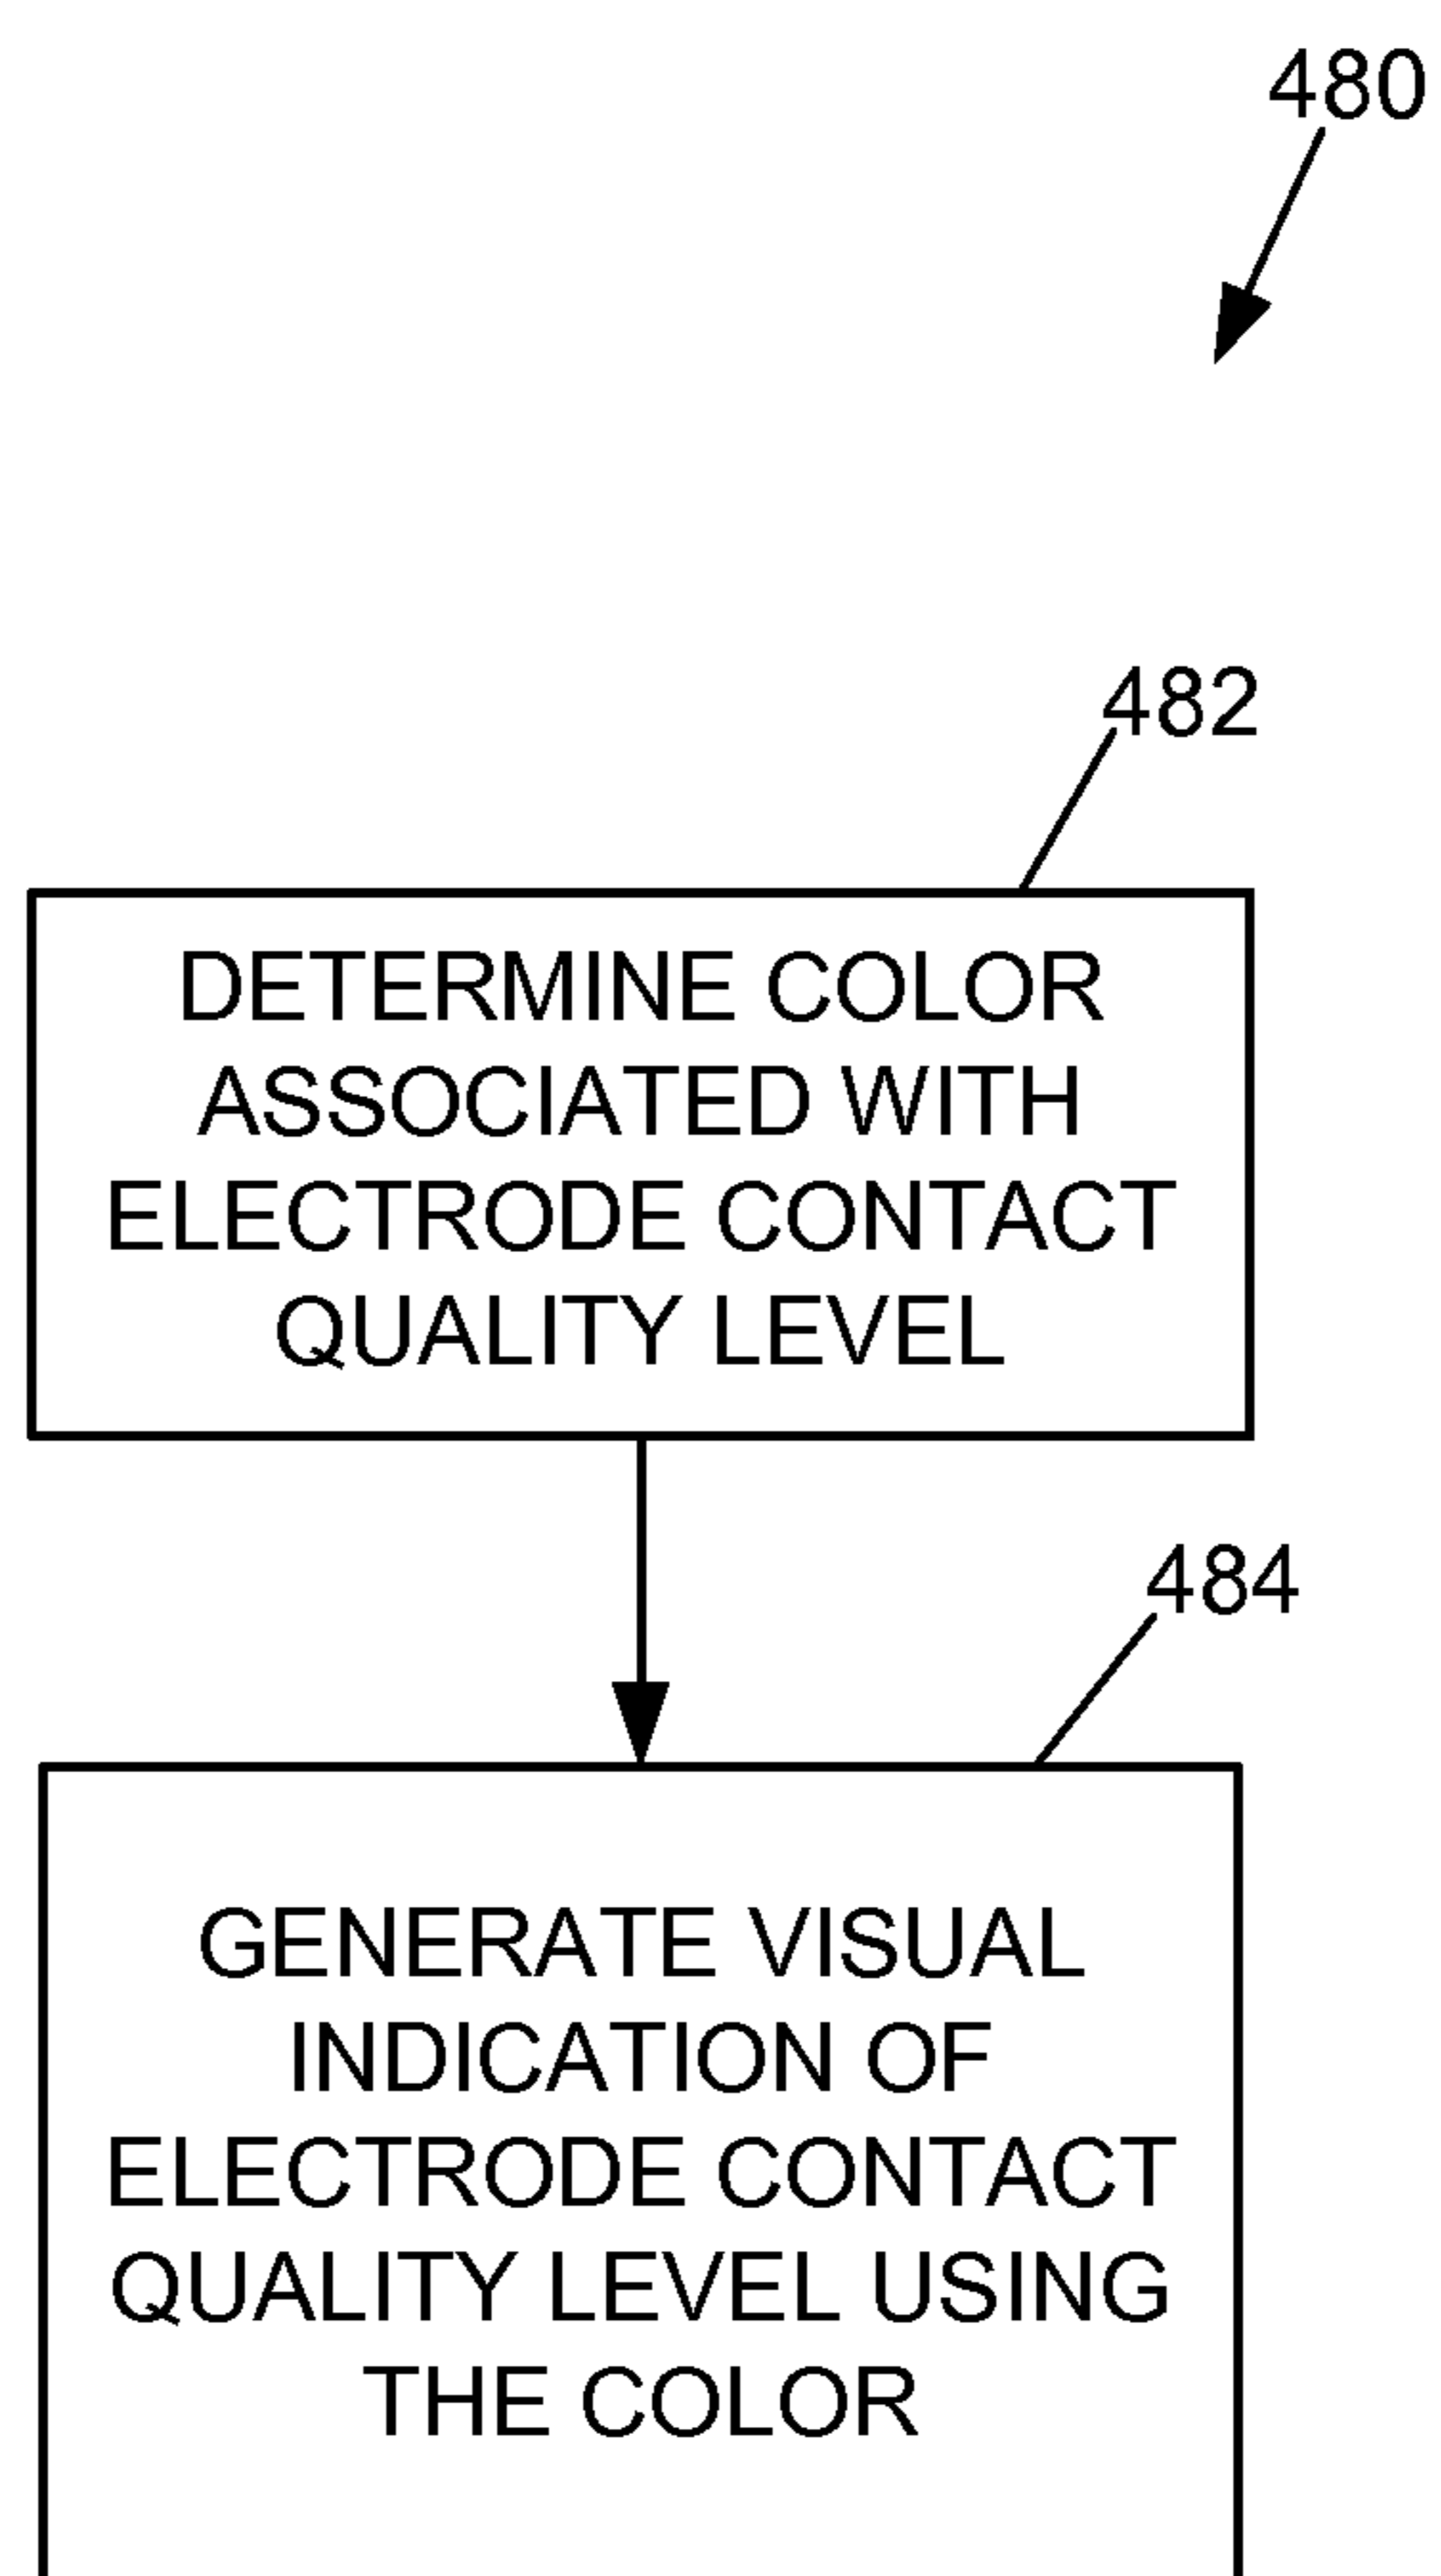 480
482
DETERMINE COLOR
ASSOCIATED WITH
ELECTRODE CONTACT
QUALITY LEVEL
484
GENERATE VISUAL
INDICATION OF
ELECTRODE CONTACT
QUALITY LEVEL USING
THE COLOR